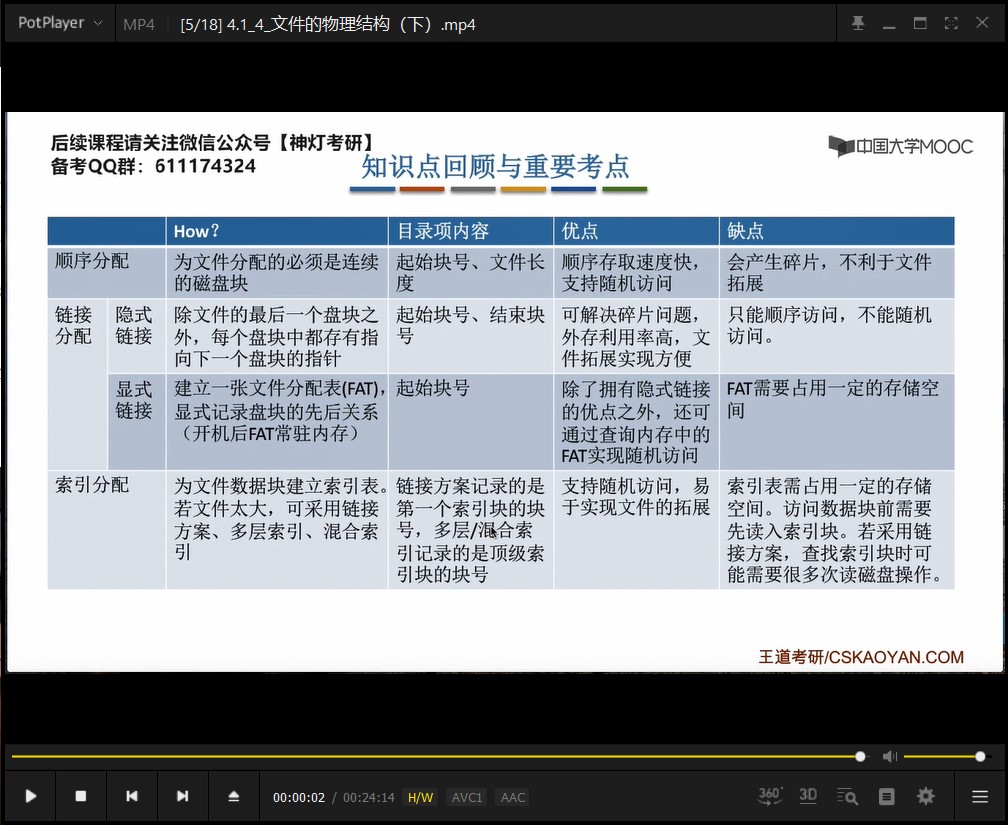 PotPlayer
MP4
[5/18] 4.1_4_文件的物理结构（下）.mp4
后续课程请关注微信公众号【神灯考研】
备考QQ群：611174324
知识点回顾与重要考点
中国大学MOOC
How？
目录项内容
优点
缺点
顺序分配
为文件分配的必须是连续
的磁盘块
起始块号、文件长
度
顺序存取速度快，
支持随机访问
会产生碎片，不利于文件
拓展
链接
分配
隐式
链接
除文件的最后一个盘块之
外，每个盘块中都存有指
向下一个盘块的指针
起始块号、结束块
号
可解决碎片问题，
外存利用率高，文
件拓展实现方便
只能顺序访问，不能随机
访问。
显式
链接
建立一张文件分配表(FAT)，
显式记录盘块的先后关系
（开机后FAT常驻内存）
起始块号
除了拥有隐式链接
的优点之外，还可
通过查询内存中的
FAT实现随机访问
FAT需要占用一定的存储空
间
索引分配
为文件数据块建立索引表。
若文件太大，可采用链接
方案、多层索引、混合索
引
链接方案记录的是
第一个索引块的块
号，多层/混合索
引记录的是顶级索
引块的块号
支持随机访问，易
于实现文件的拓展
索引表需占用一定的存储
空间。访问数据块前需要
先读入索引块。若采用链
接方案，查找索引块时可
能需要很多次读磁盘操作。
王道考研/CSKAOYAN.COM
00:00:02 / 00:24:14
H/W
AVC1
AAC
360°
3D